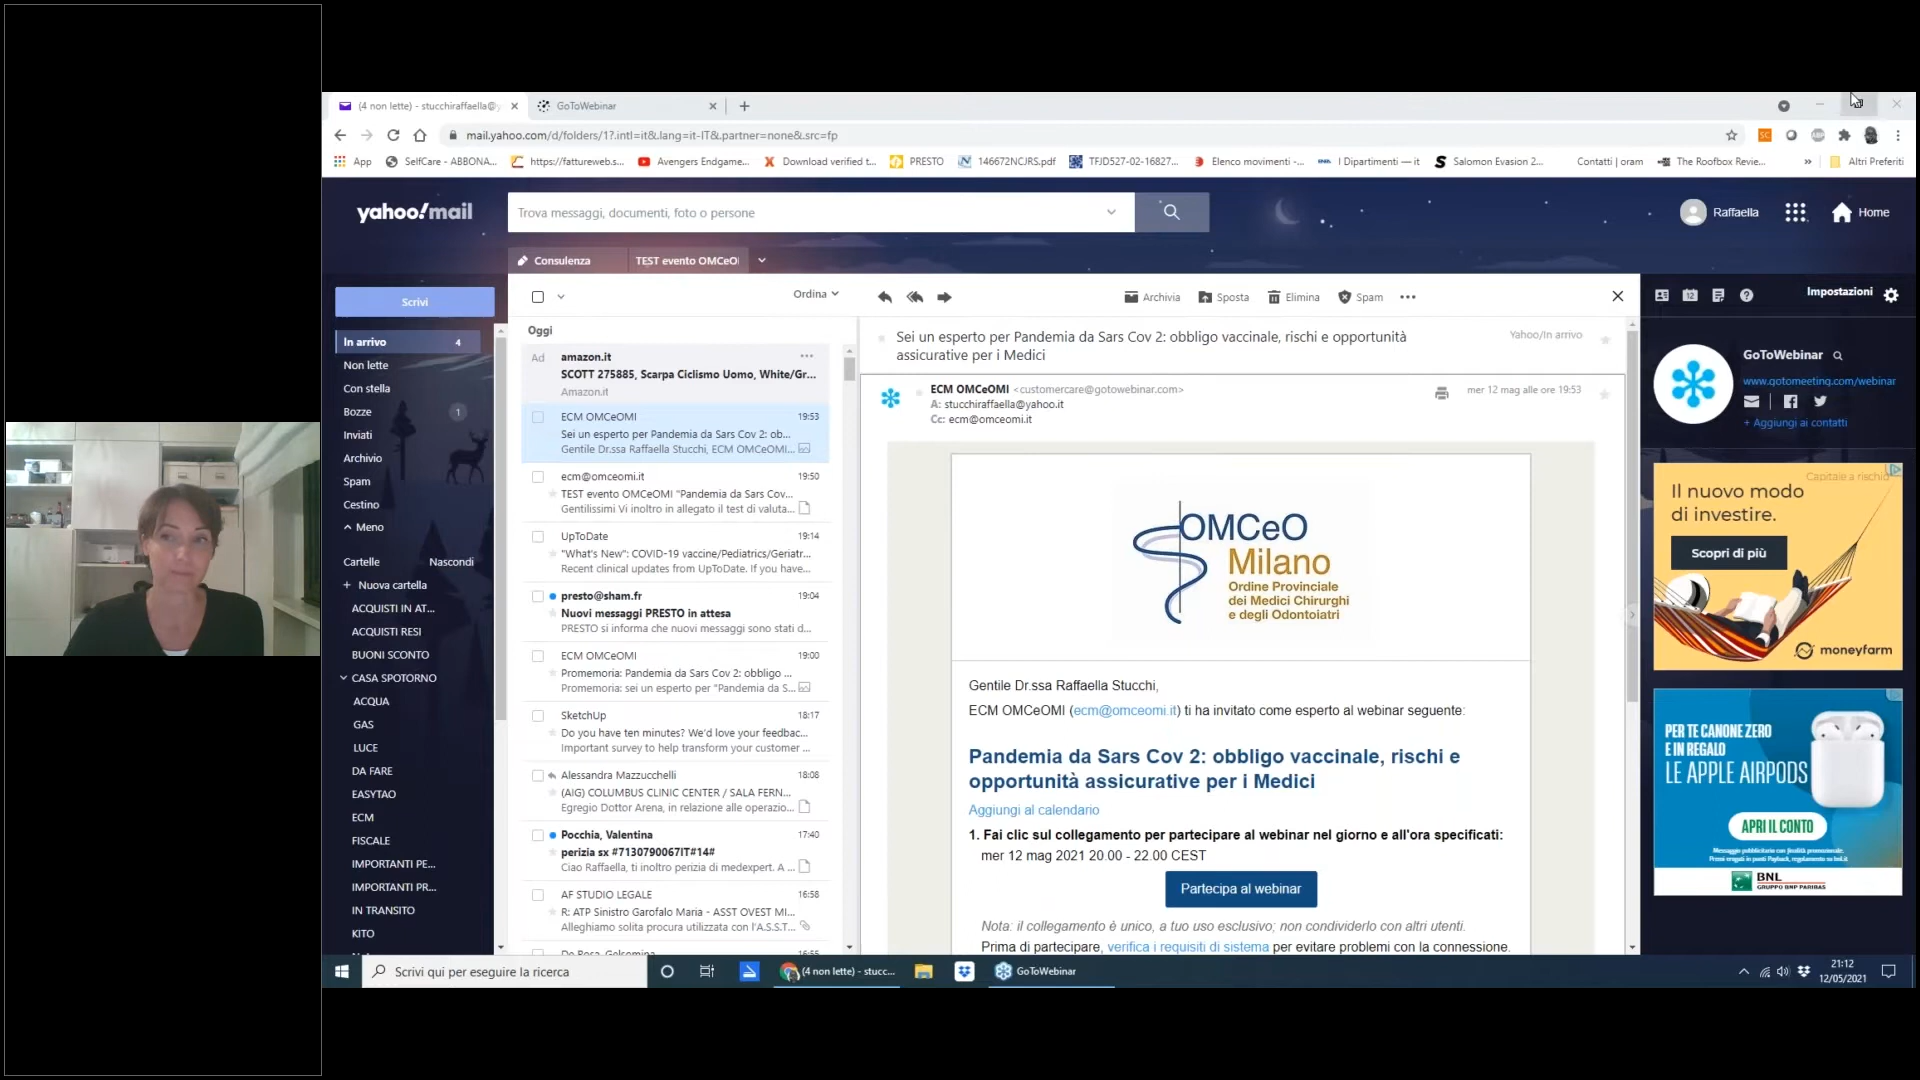 (4 non lette) - stucchiraffaella@y
GoToWebinar
mail.yahoo.com/d/folders/1?.intl=it&.lang=it-IT&.partner=none&.src=fp
App
SelfCare - ABBONA...
https://fattureweb.s...
Avengers Endgame...
Download verified t...
PRESTO
146672NCJRS.pdf
TFJD527-02-16827...
Elenco movimenti -...
I Dipartimenti — it
Salomon Evasion 2...
Contatti | oram
The Roofbox Revie...
»
Altri Preferiti
yahoo!mail
Trova messaggi, documenti, foto o persone
Raffaella
Home
Consulenza
TEST evento OMCeO
Scrivi
In arrivo 4
Non lette
Con stella
Bozze 1
Inviati
Archivio
Spam
Cestino
Meno
Cartelle Nascondi
+ Nuova cartella
ACQUISTI IN AT...
ACQUISTI RESI
BUONI SCONTO
CASA SPOTORNO
ACQUA
GAS
LUCE
DA FARE
EASYTAO
ECM
FISCALE
IMPORTANTI PE...
IMPORTANTI PR...
IN TRANSITO
KITO
Ordina
Oggi
Ad amazon.it
SCOTT 275885, Scarpa Ciclismo Uomo, White/Gr...
Amazon.it
ECM OMCeOMI 19:53
Sei un esperto per Pandemia da Sars Cov 2: ob...
Gentile Dr.ssa Raffaella Stucchi, ECM OMCeOMI...
ecm@omceomi.it 19:50
TEST evento OMCeOMI "Pandemia da Sars Cov...
Gentilissimi Vi inoltro in allegato il test di valuta...
UpToDate 19:14
"What's New": COVID-19 vaccine/Pediatrics/Geriatr...
Recent clinical updates from UpToDate. If you have...
presto@sham.fr 19:04
Nuovi messaggi PRESTO in attesa
PRESTO si informa che nuovi messaggi sono stati d...
ECM OMCeOMI 19:00
Promemoria: Pandemia da Sars Cov 2: obbligo ...
Promemoria: sei un esperto per "Pandemia da S...
SketchUp 18:17
Do you have ten minutes? We'd love your feedbac...
Important survey to help transform your customer ...
Alessandra Mazzucchelli 18:08
(AIG) COLUMBUS CLINIC CENTER / SALA FERN...
Egregio Dottor Arena, in relazione alle operazio...
Pocchia, Valentina 17:40
perizia sx #7130790067IT#14#
Ciao Raffaella, ti inoltro perizia di medexpert. A ...
AF STUDIO LEGALE 16:58
R: ATP Sinistro Garofalo Maria - ASST OVEST MI...
Alleghiamo solita procura utilizzata con l'A.S.S.T...
De Rosa, Gelsomina 16:55
Archivia
Sposta
Elimina
Spam
Sei un esperto per Pandemia da Sars Cov 2: obbligo vaccinale, rischi e opportunità
assicurative per i Medici
Yahoo/In arrivo
ECM OMCeOMI <customercare@gotowebinar.com>
mer 12 mag alle ore 19:53
A: stucchiraffaella@yahoo.it
Cc: ecm@omceomi.it
OMCeO
Milano
Ordine Provinciale
dei Medici Chirurghi
e degli Odontoiatri
Gentile Dr.ssa Raffaella Stucchi,
ECM OMCeOMI (ecm@omceomi.it) ti ha invitato come esperto al webinar seguente:
Pandemia da Sars Cov 2: obbligo vaccinale, rischi e
opportunità assicurative per i Medici
Aggiungi al calendario
1. Fai clic sul collegamento per partecipare al webinar nel giorno e all'ora specificati:
mer 12 mag 2021 20.00 - 22.00 CEST
Partecipa al webinar
Nota: il collegamento è unico, a tuo uso esclusivo; non condividerlo con altri utenti.
Prima di partecipare, verifica i requisiti di sistema per evitare problemi con la connessione.
12
Impostazioni
GoToWebinar
www.gotomeeting.com/webinar
+ Aggiungi ai contatti
Capitale a rischio
Il nuovo modo
di investire.
Scopri di più
moneyfarm
PER TE CANONE ZERO
E IN REGALO
LE APPLE AIRPODS
APRI IL CONTO
Messaggio pubblicitario con finalità promozionale.
BNL
GRUPPO BNP PARIBAS
Scrivi qui per eseguire la ricerca
(4 non lette) - stucc...
GoToWebinar
21:12
12/05/2021